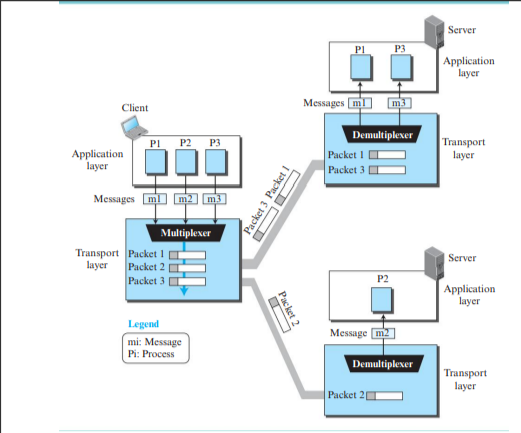 Server
P1 P3
Application
layer
Messages m1 m3
Demultiplexer
Transport
layer
Packet 1
Packet 3
Client
P1 P2 P3
Application
layer
Messages m1 m2 m3
Multiplexer
Transport
layer
Packet 1
Packet 2
Packet 3
Packet 3 Packet 1
Packet 2
Server
P2
Application
layer
Message m2
Demultiplexer
Transport
layer
Packet 2
Legend
mi: Message
Pi: Process